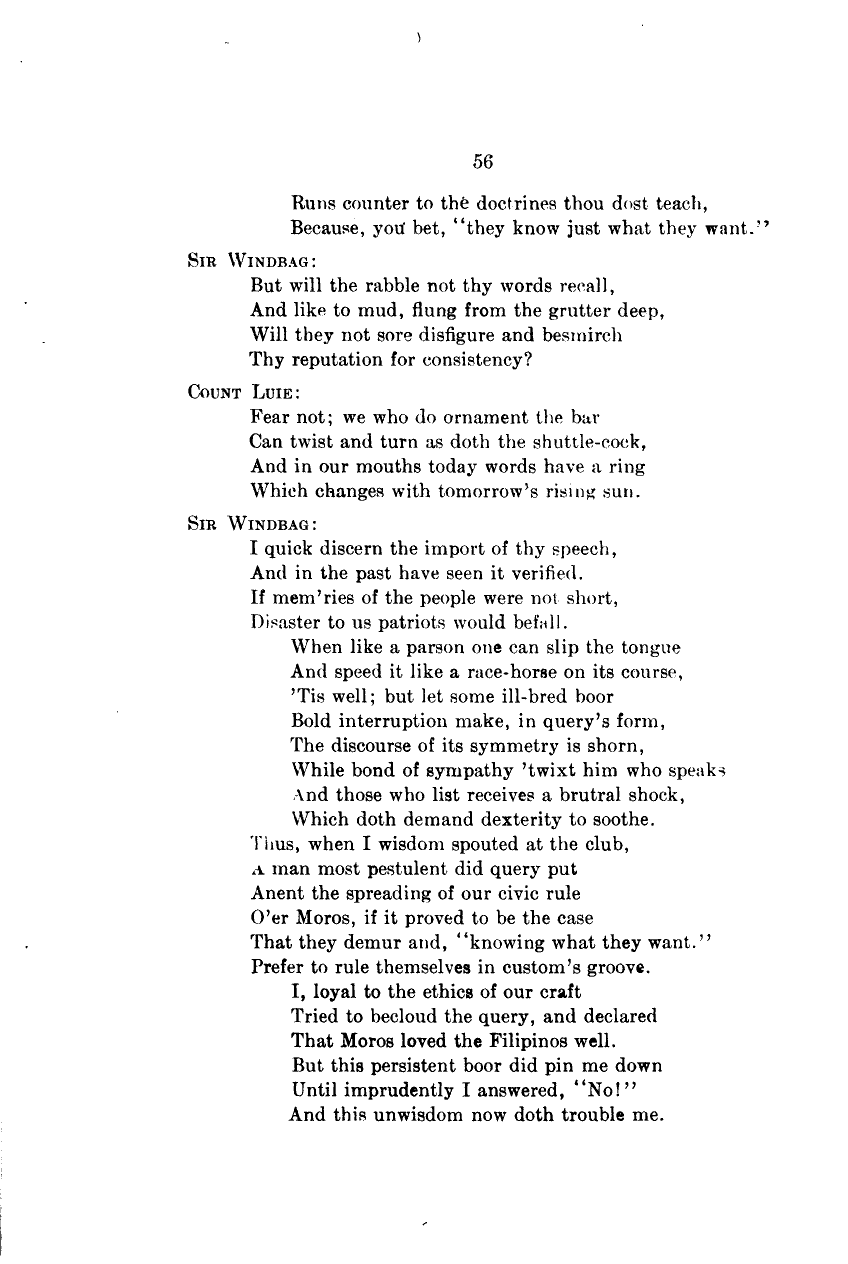 56
Runs counter to the doctrines thou dost teach,
Because, you bet, “they know just what they want.”
SIR WINDBAG:
But will the rabble not thy words recall,
And like to mud, flung from the grutter deep,
Will they not sore disfigure and besmirch
Thy reputation for consistency?
COUNT LUIE:
Fear not; we who do ornament the bar
Can twist and turn as doth the shuttle-cock,
And in our mouths today words have a ring
Which changes with tomorrow’s rising sun.
SIR WINDBAG:
I quick discern the import of thy speech,
And in the past have seen it verified.
If mem’ries of the people were not short,
Disaster to us patriots would befall.
When like a parson one can slip the tongue
And speed it like a race-horse on its course,
’Tis well; but let some ill-bred boor
Bold interruption make, in query’s form,
The discourse of its symmetry is shorn,
While bond of sympathy ’twixt him who speaks
And those who list receives a brutral shock,
Which doth demand dexterity to soothe.
Thus, when I wisdom spouted at the club,
A man most pestulent did query put
Anent the spreading of our civic rule
O’er Moros, if it proved to be the case
That they demur and, “knowing what they want.”
Prefer to rule themselves in custom’s groove.
I, loyal to the ethics of our craft
Tried to becloud the query, and declared
That Moros loved the Filipinos well.
But this persistent boor did pin me down
Until imprudently I answered, “No!”
And this unwisdom now doth trouble me.